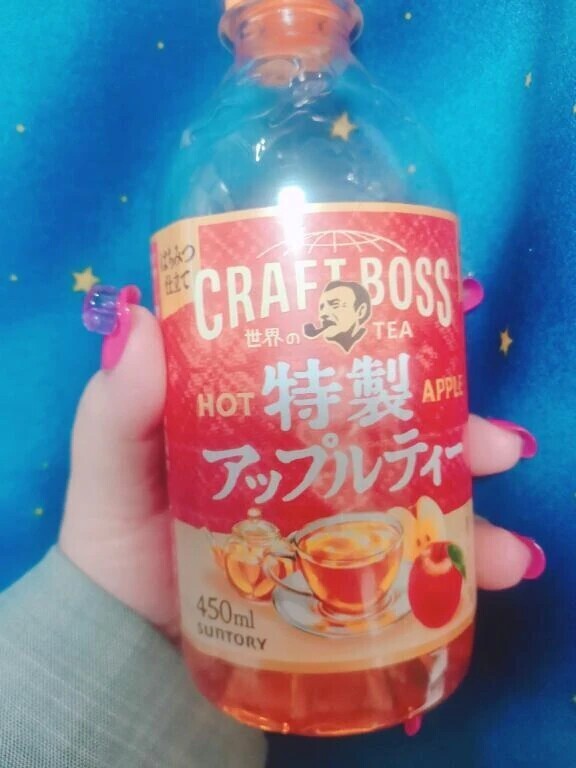 はちみつ
仕立て
CRAFT BOSS
世界の TEA
HOT 特製 APPLE
アップルティー
450ml
SUNTORY